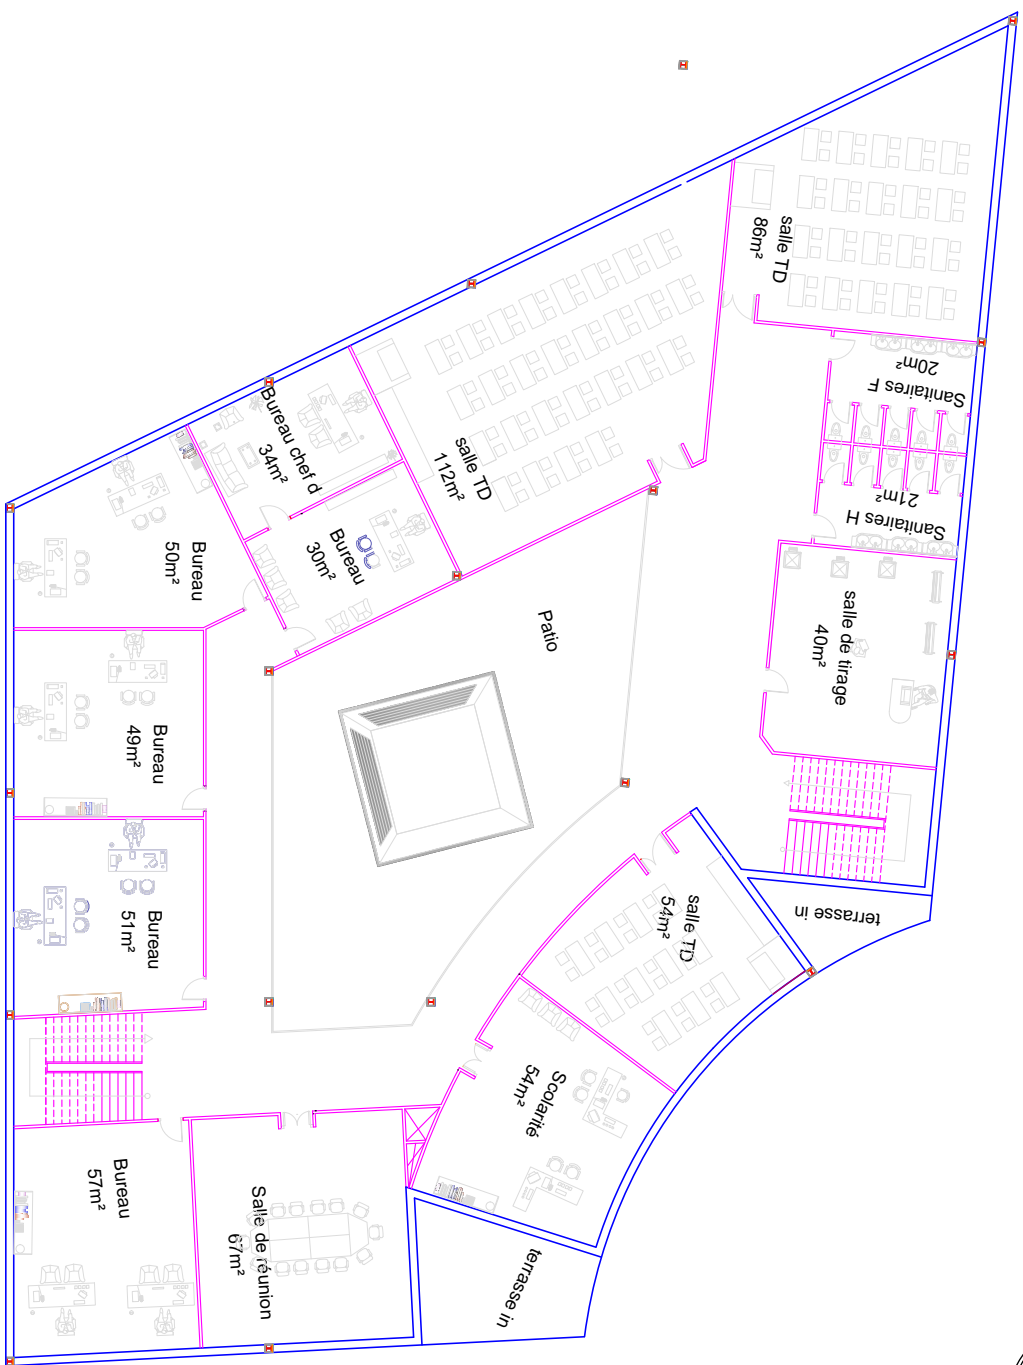 salle TD
86m²
Sanitaires F
20m²
Sanitaires H
21m²
salle TD
112m²
Bureau chef d
34m²
Bureau
30m²
Bureau
50m²
Patio
salle de tirage
40m²
Bureau
49m²
Bureau
51m²
salle TD
54m²
terrasse in
Scolarité
54m²
Bureau
57m²
Salle de réunion
67m²
terrasse in